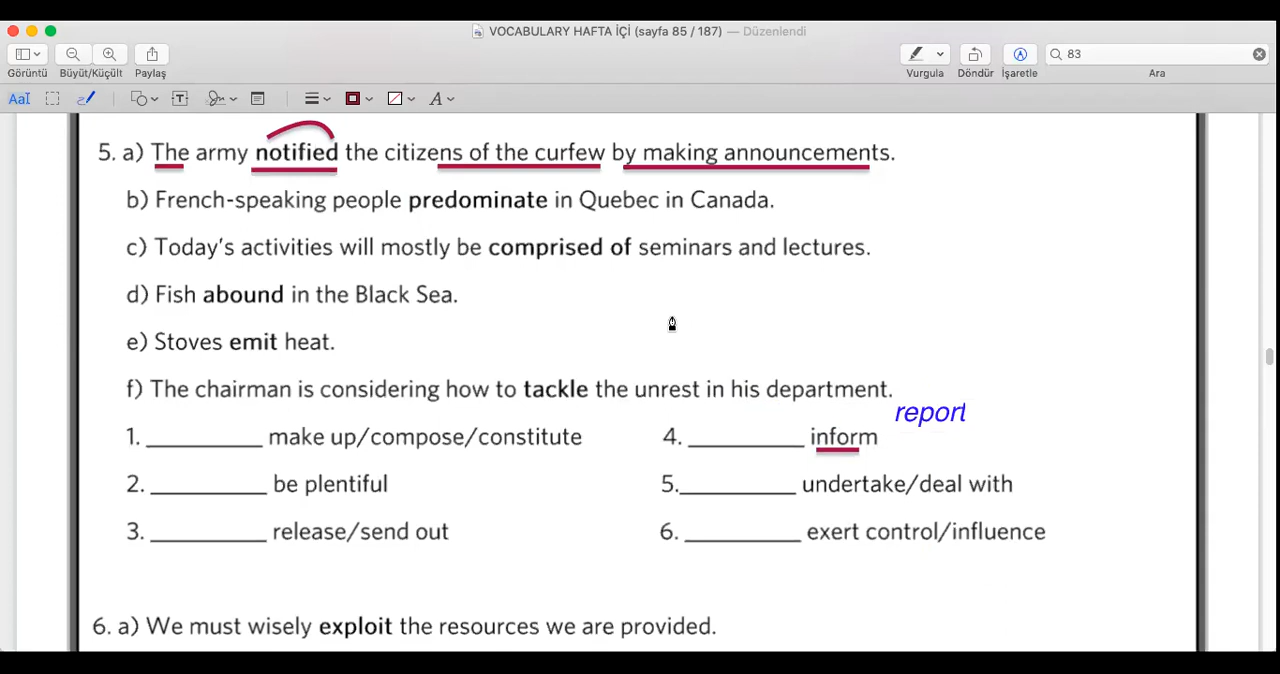 VOCABULARY HAFTA İÇİ (sayfa 85 / 187) — Düzenlendi
83
Görüntü Büyüt/Küçült Paylaş Vurgula Döndür İşaretle Ara
AaI T A
5. a) The army notified the citizens of the curfew by making announcements.
b) French-speaking people predominate in Quebec in Canada.
c) Today's activities will mostly be comprised of seminars and lectures.
d) Fish abound in the Black Sea.
e) Stoves emit heat.
f) The chairman is considering how to tackle the unrest in his department.
report
1. __________ make up/compose/constitute 4. __________ inform
2. __________ be plentiful 5.__________ undertake/deal with
3. __________ release/send out 6. __________ exert control/influence
6. a) We must wisely exploit the resources we are provided.